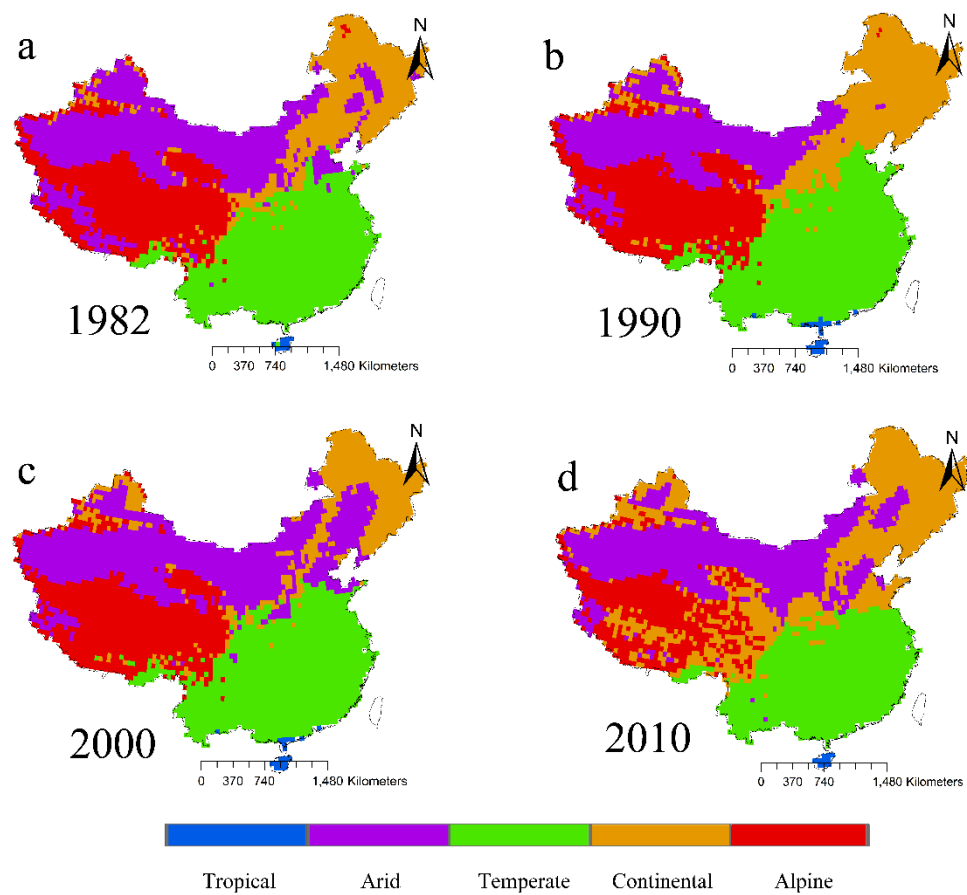 a
N
1982
0 370 740 1,480 Kilometers
b
N
1990
0 370 740 1,480 Kilometers
c
N
2000
0 370 740 1,480 Kilometers
d
N
2010
0 370 740 1,480 Kilometers
Tropical Arid Temperate Continental Alpine